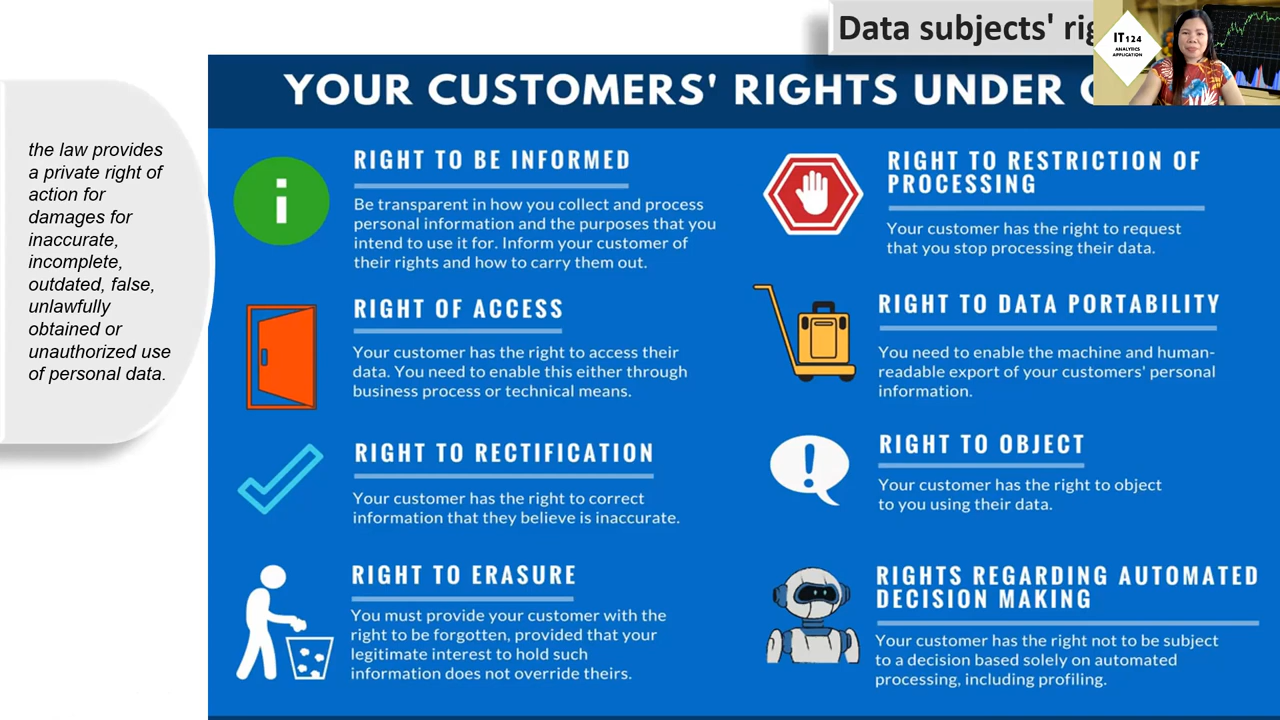 Data subjects'
IT124
ANALYTICS
APPLICATION
YOUR CUSTOMERS' RIGHTS UNDER
the law provides
a private right of
action for
damages for
inaccurate,
incomplete,
outdated, false,
unlawfully
obtained or
unauthorized use
of personal data.
RIGHT TO BE INFORMED
Be transparent in how you collect and process
personal information and the purposes that you
intend to use it for. Inform your customer of
their rights and how to carry them out.
RIGHT OF ACCESS
Your customer has the right to access their
data. You need to enable this either through
business process or technical means.
RIGHT TO RECTIFICATION
Your customer has the right to correct
information that they believe is inaccurate.
RIGHT TO ERASURE
You must provide your customer with the
right to be forgotten, provided that your
legitimate interest to hold such
information does not override theirs.
RIGHT TO RESTRICTION OF
PROCESSING
Your customer has the right to request
that you stop processing their data.
RIGHT TO DATA PORTABILITY
You need to enable the machine and human-
readable export of your customers' personal
information.
RIGHT TO OBJECT
Your customer has the right to object
to you using their data.
RIGHTS REGARDING AUTOMATED
DECISION MAKING
Your customer has the right not to be subject
to a decision based solely on automated
processing, including profiling.